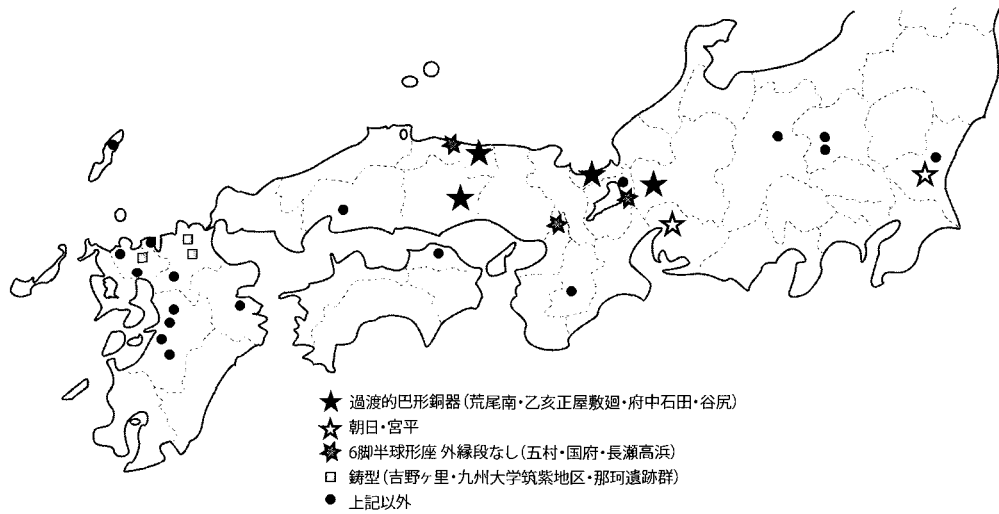 過渡的巴形銅器(荒尾南・乙亥正屋敷廻・府中石田・谷尻)
朝日・宮平
6脚半球形座 外縁段なし(五村・国府・長瀬高浜)
鋳型(吉野ヶ里・九州大学筑紫地区・那珂遺跡群)
上記以外